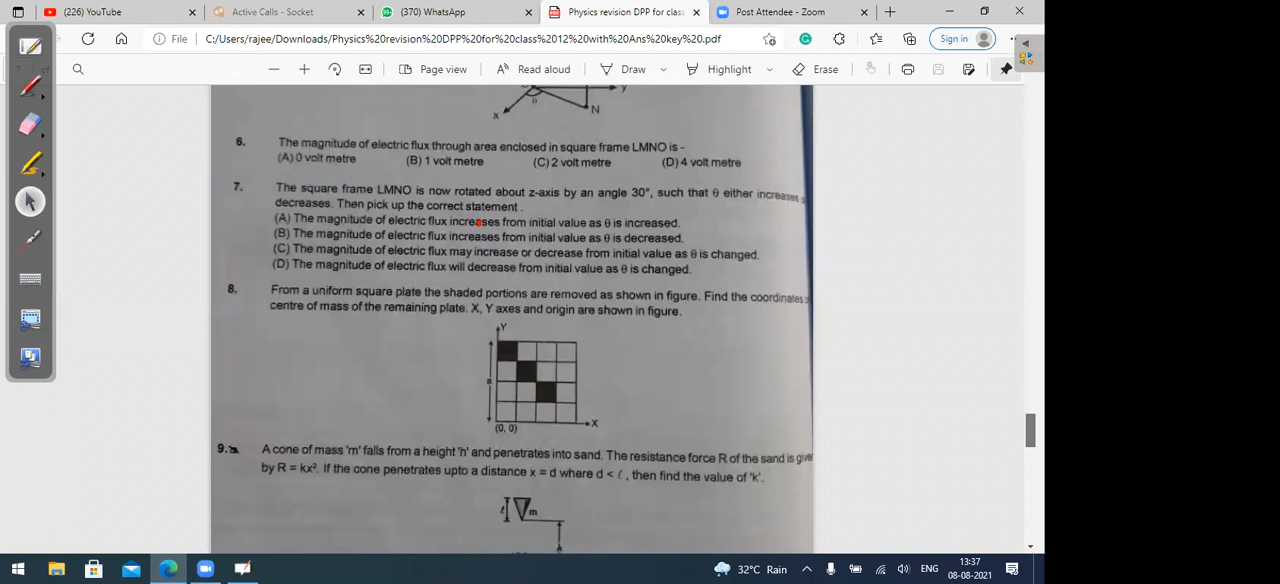 (226) YouTube
Active Calls - Socket
(370) WhatsApp
Physics revision DPP for class
Post Attendee - Zoom
File
C:/Users/rajee/Downloads/Physics%20revision%20DPP%20for%20class%2012%20with%20Ans%20key%20.pdf
Sign in
Page view
Read aloud
Draw
Highlight
Erase
x
θ
N
y
6. The magnitude of electric flux through area enclosed in square frame LMNO is -
(A) 0 volt metre (B) 1 volt metre (C) 2 volt metre (D) 4 volt metre
7. The square frame LMNO is now rotated about z-axis by an angle 30°, such that θ either increases
decreases. Then pick up the correct statement .
(A) The magnitude of electric flux increases from initial value as θ is increased.
(B) The magnitude of electric flux increases from initial value as θ is decreased.
(C) The magnitude of electric flux may increase or decrease from initial value as θ is changed.
(D) The magnitude of electric flux will decrease from initial value as θ is changed.
8. From a uniform square plate the shaded portions are removed as shown in figure. Find the coordinates
centre of mass of the remaining plate. X, Y axes and origin are shown in figure.
Y
a
X
(0, 0)
9. A cone of mass 'm' falls from a height 'h' and penetrates into sand. The resistance force R of the sand is give
by R = kx². If the cone penetrates upto a distance x = d where d < ℓ, then find the value of 'k'.
ℓ
m
32°C Rain
ENG
13:37
08-08-2021